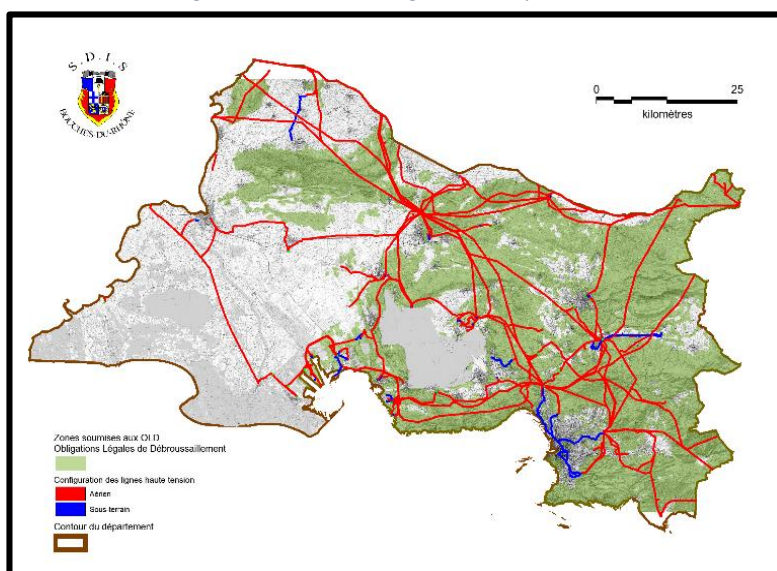 S.D.I.S
BOUCHES-DU-RHÔNE
0 25
kilomètres
Zones soumises aux OLD
Obligations Légales de Débroussaillement
Configuration des lignes haute tension
Aérien
Sous-terrain
Contour du département